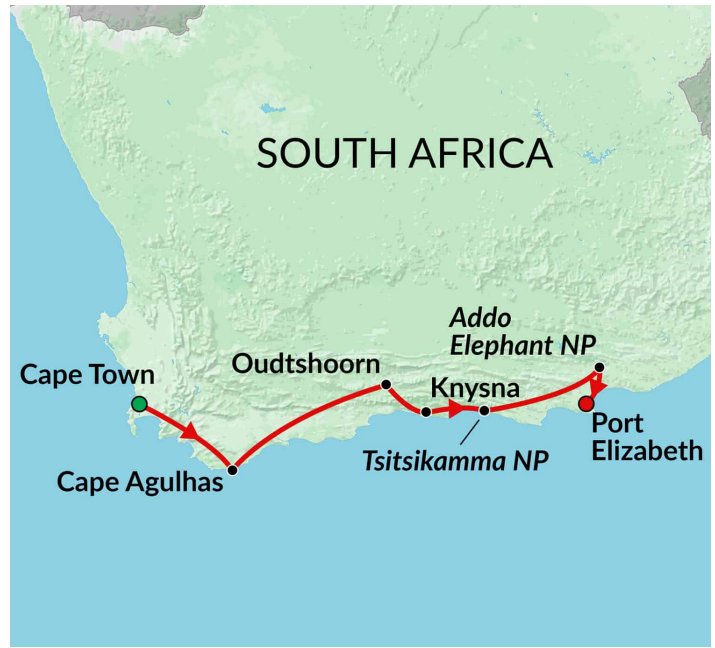 SOUTH AFRICA
Addo
Elephant NP
Oudtshoorn
Cape Town
Knysna
Port
Elizabeth
Tsitsikamma NP
Cape Agulhas